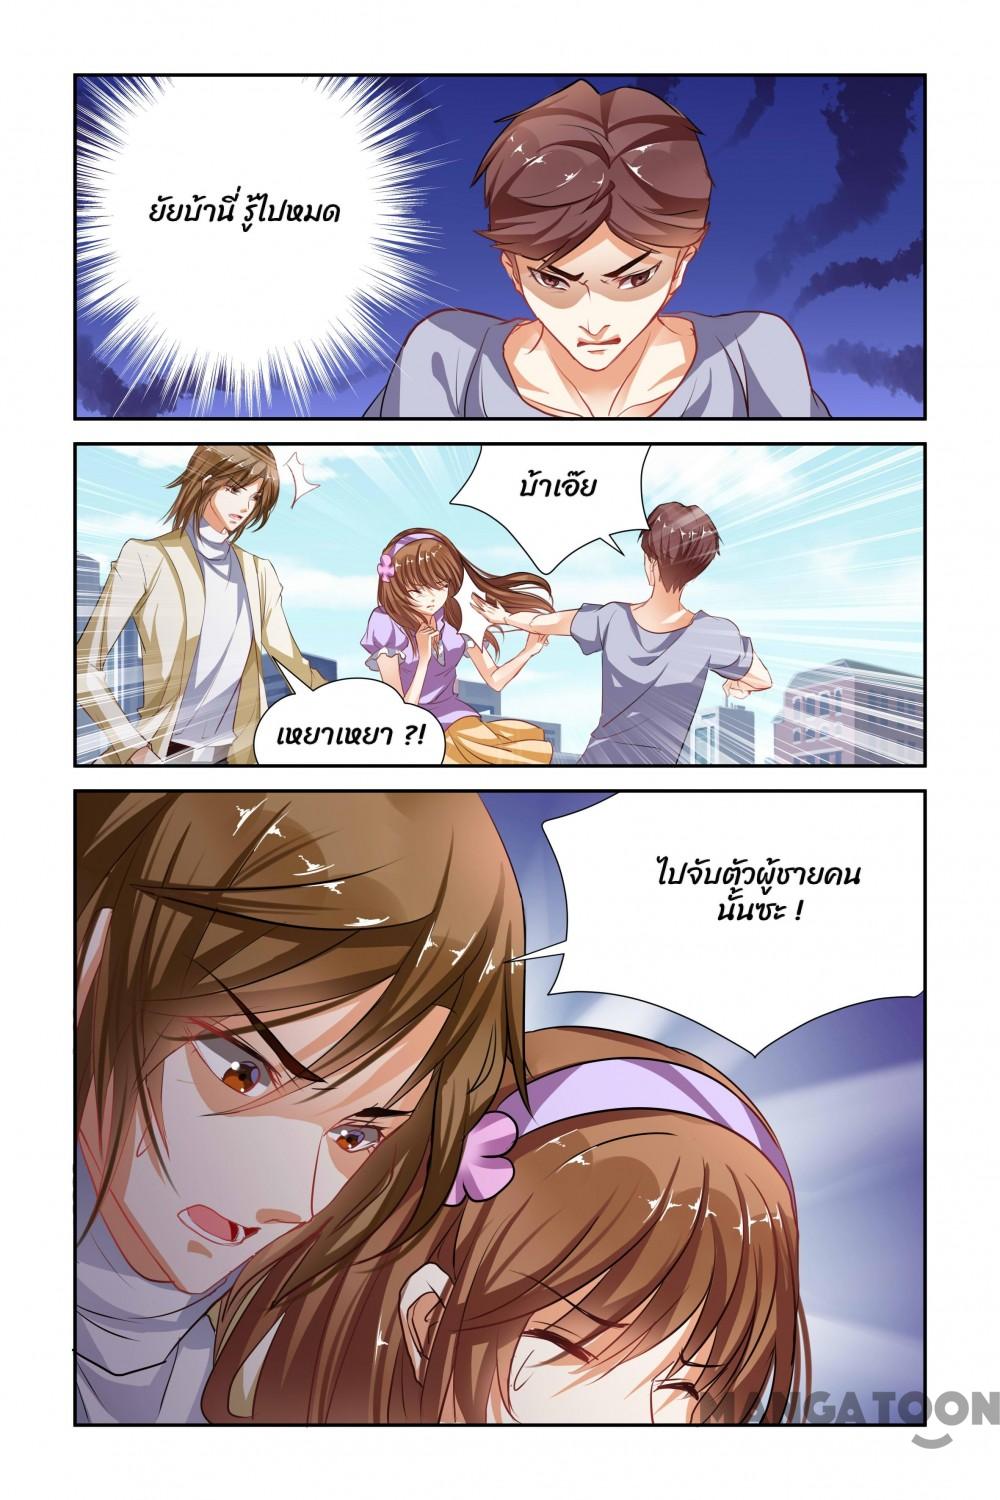 ยัยบ้านี่ รู้ไปหมด
บ้าเอ๊ย
เหยาเหยา ?!
ไปจับตัวผู้ชายคน
นั้นซะ !
MANGATOON